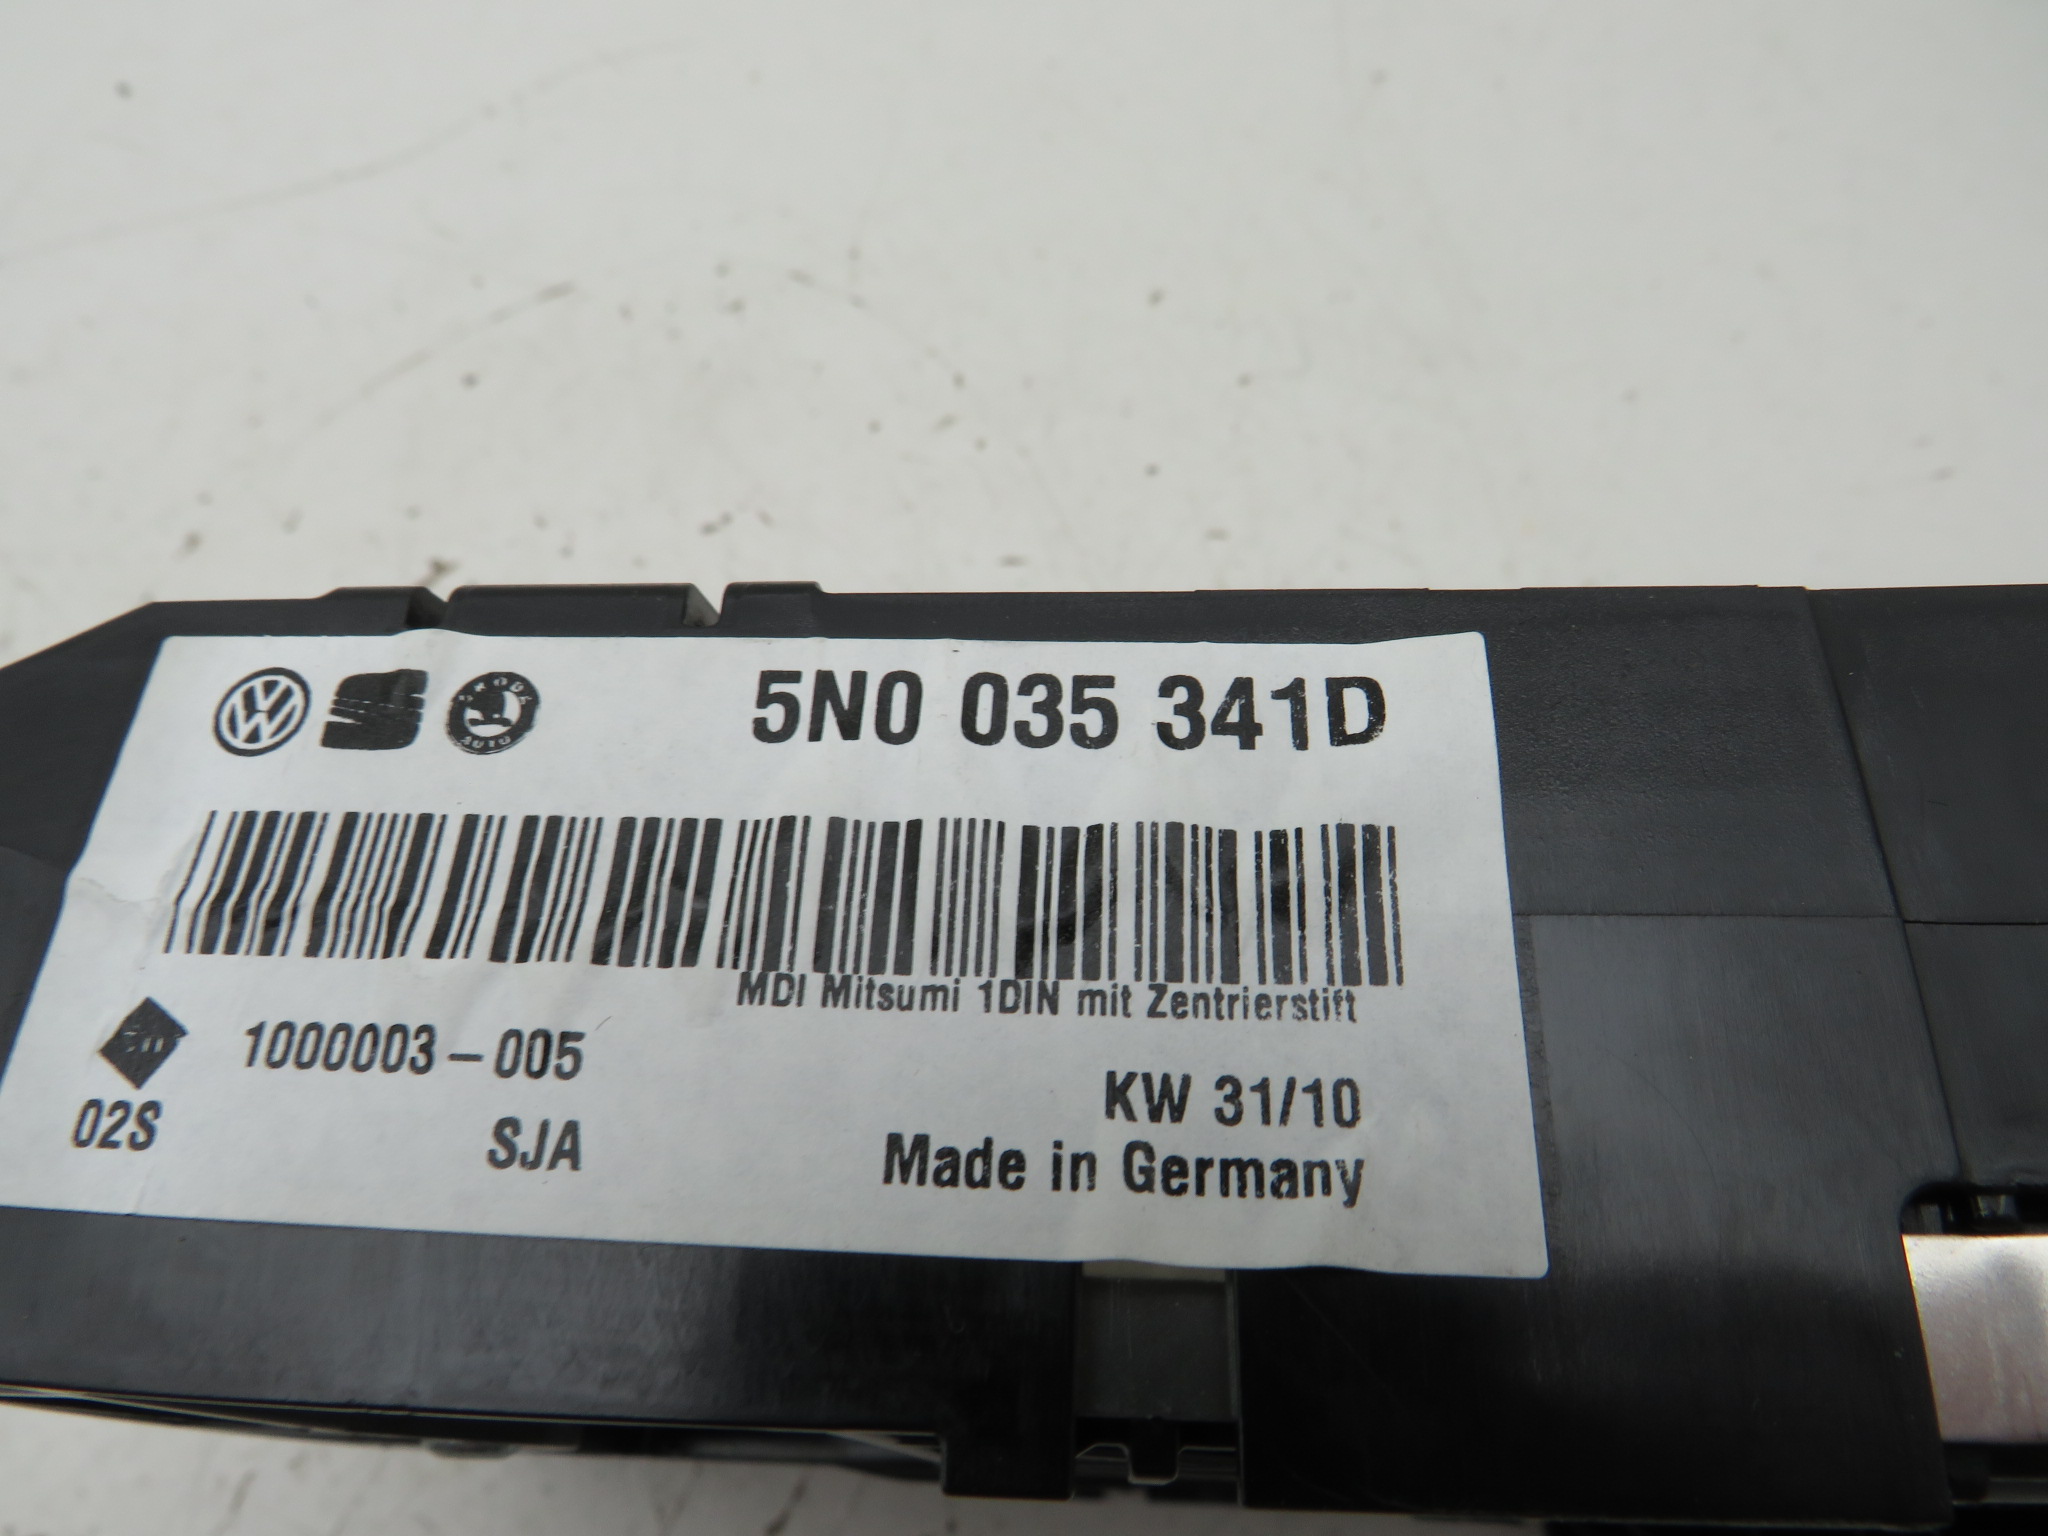 5N0 035 341D
MDI Mitsumi 1DIN mit Zentrierstift
1000003-005
02S
SJA
KW 31/10
Made in Germany